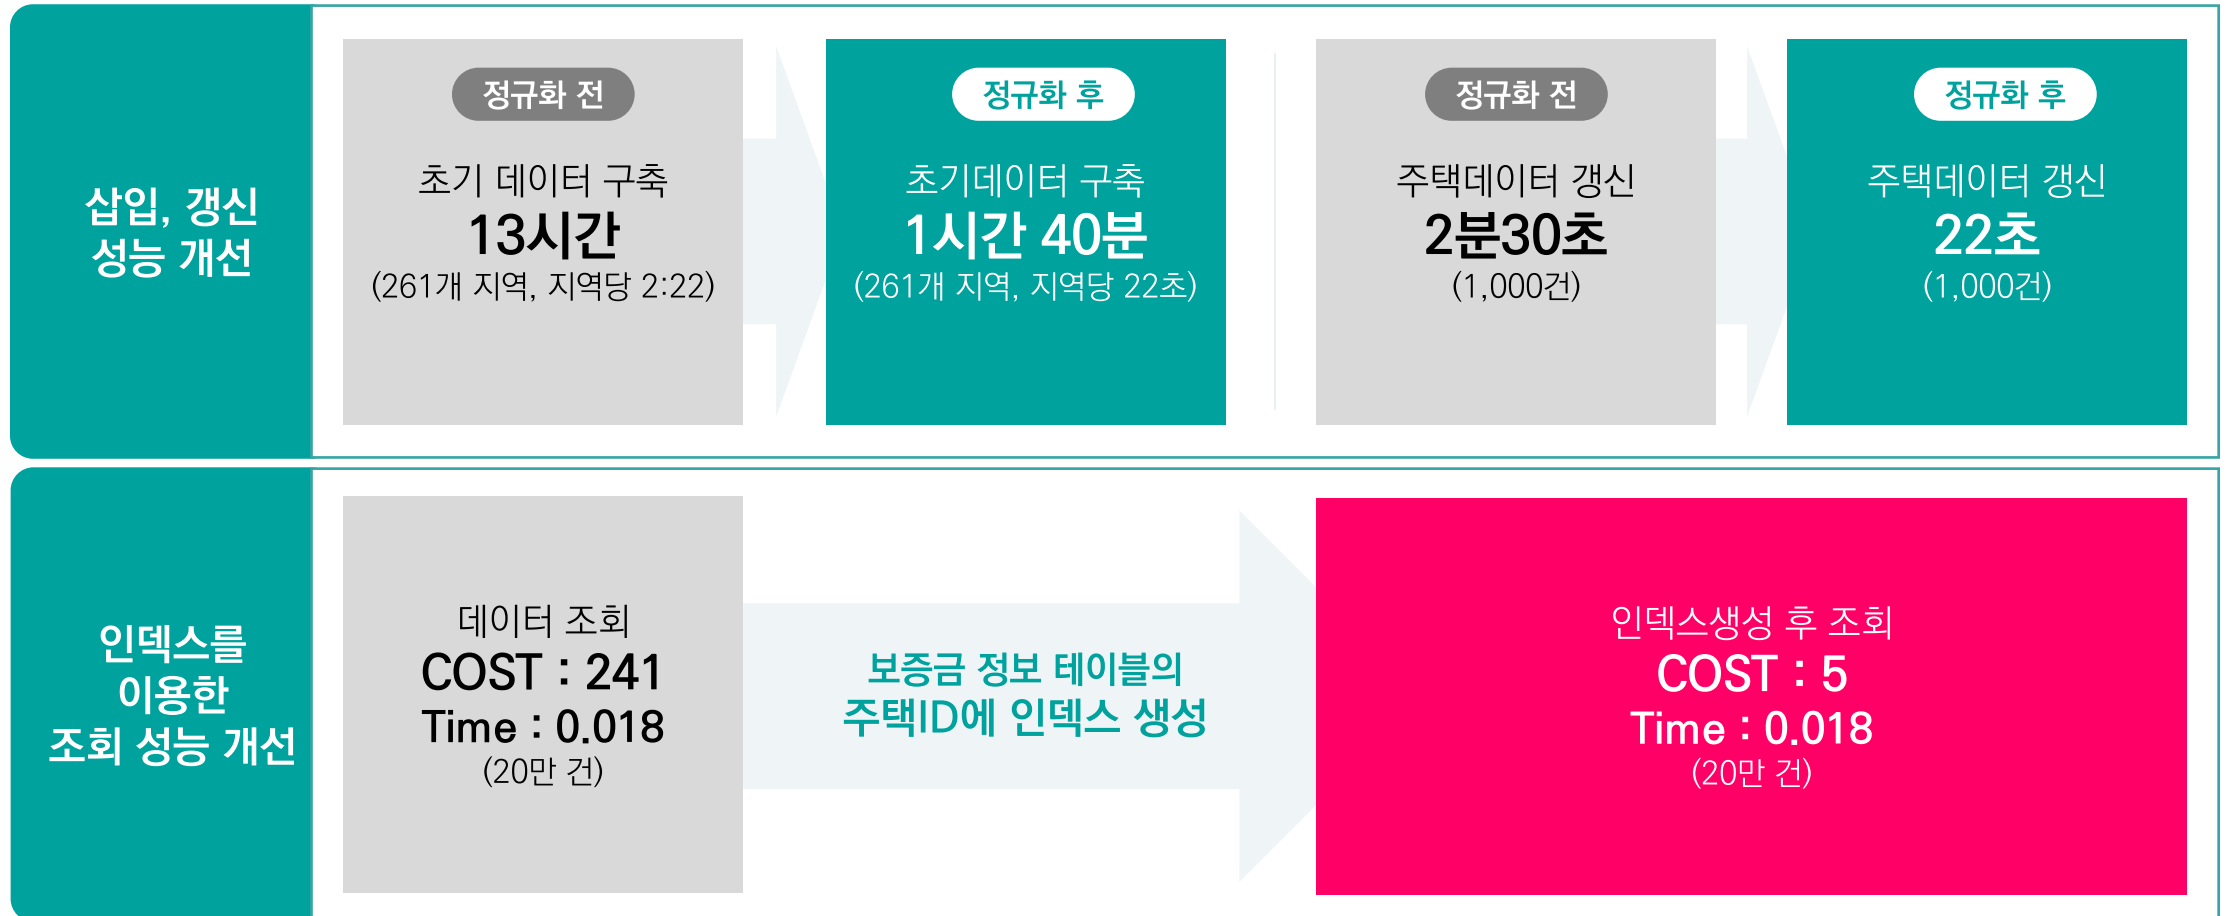 삽입, 갱신
성능 개선
정규화 전
초기 데이터 구축
13시간
(261개 지역, 지역당 2:22)
정규화 후
초기데이터 구축
1시간 40분
(261개 지역, 지역당 22초)
정규화 전
주택데이터 갱신
2분30초
(1,000건)
정규화 후
주택데이터 갱신
22초
(1,000건)
인덱스를
이용한
조회 성능 개선
데이터 조회
COST : 241
Time : 0.018
(20만 건)
보증금 정보 테이블의
주택ID에 인덱스 생성
인덱스생성 후 조회
COST : 5
Time : 0.018
(20만 건)